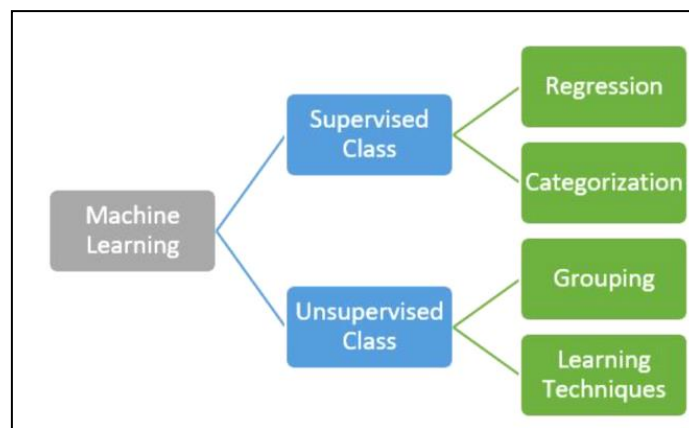 Machine
Learning
Supervised
Class
Regression
Categorization
Unsupervised
Class
Grouping
Learning
Techniques